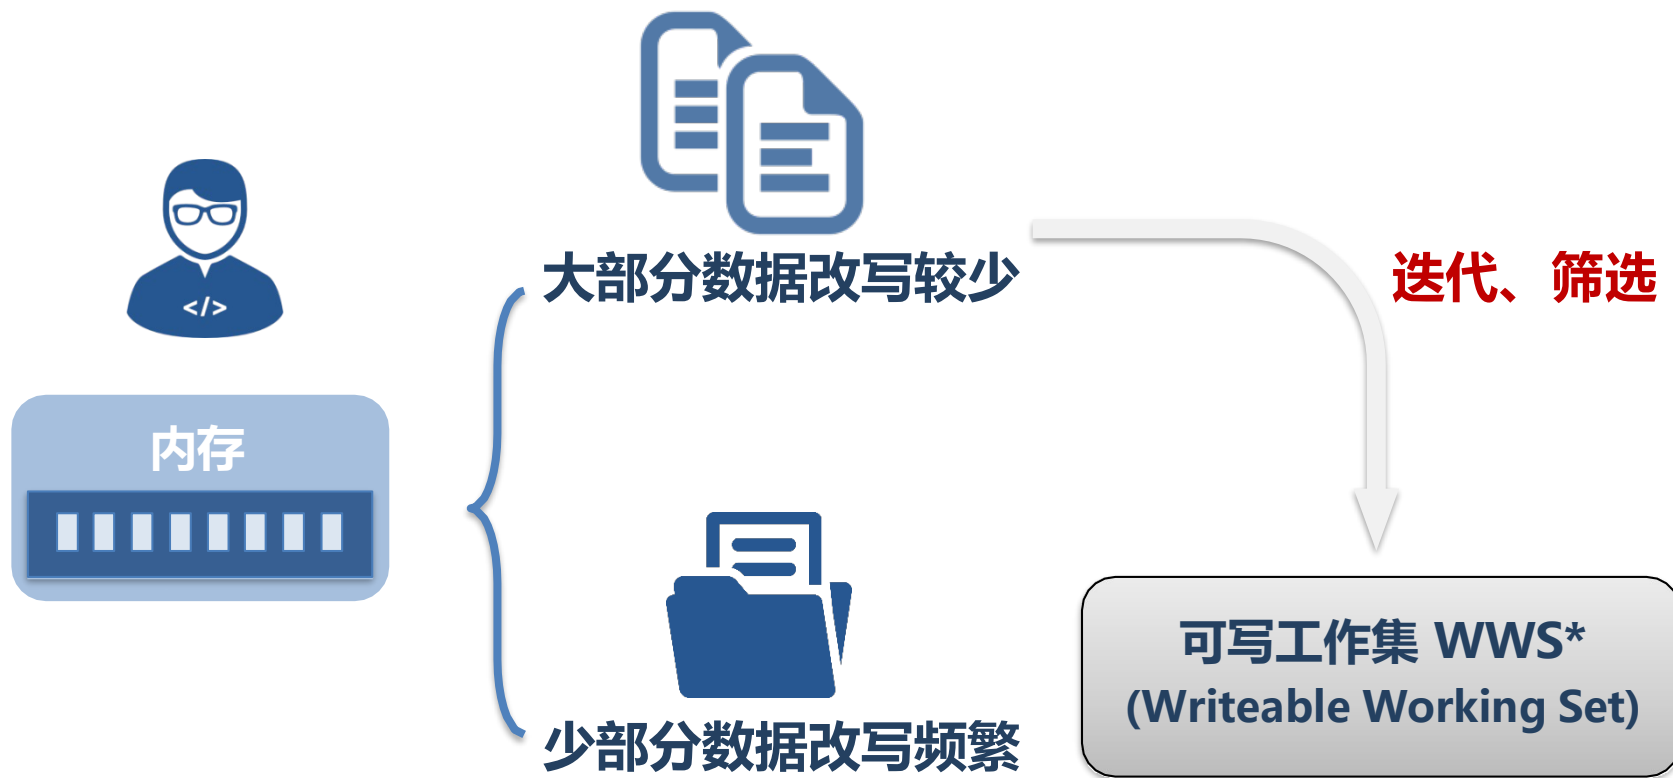 大部分数据改写较少
迭代、筛选
</>
内存
可写工作集 WWS*
(Writeable Working Set)
少部分数据改写频繁